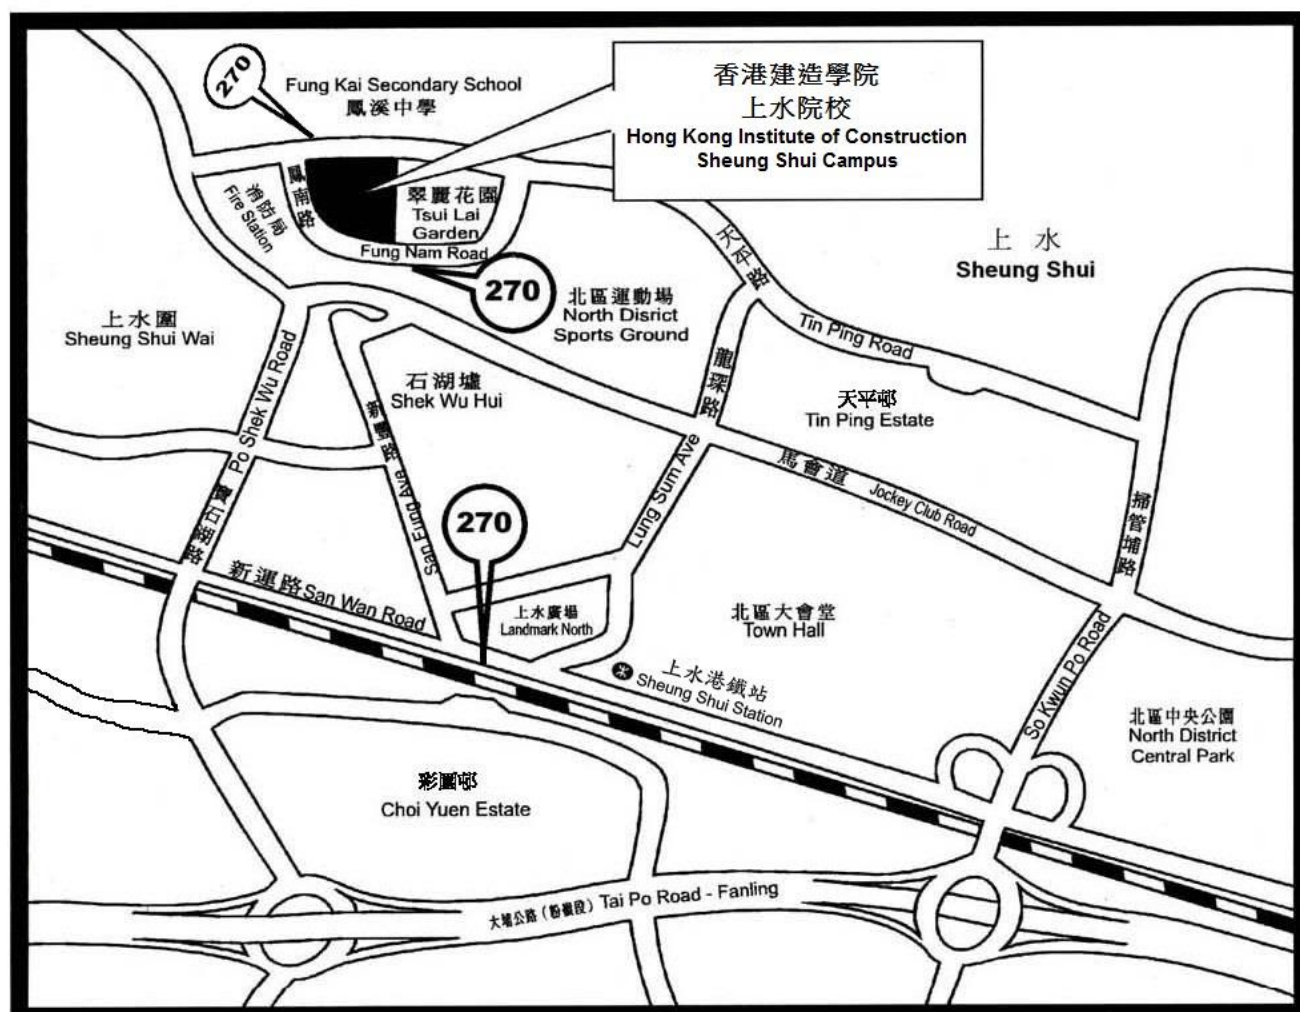 270
Fung Kai Secondary School
鳳溪中學
香港建造學院
上水院校
Hong Kong Institute of Construction
Sheung Shui Campus
消防局
Fire Station
鳳南路
翠麗花園
Tsui Lai
Garden
Fung Nam Road
270
天平路
上水
Sheung Shui
上水圍
Sheung Shui Wai
北區運動場
North Disrict
Sports Ground
Tin Ping Road
石湖墟
Shek Wu Hui
龍琛路
天平邨
Tin Ping Estate
Po Shek Wu Road
寶石湖路
San Fung Ave
Lung Sum Ave
馬會道 Jockey Club Road
掃管埔路
270
新運路 San Wan Road
上水廣場
Landmark North
北區大會堂
Town Hall
上水港鐵站
Sheung Shui Station
So Kwun Po Road
北區中央公園
North District
Central Park
彩園邨
Choi Yuen Estate
大埔公路(粉嶺段) Tai Po Road - Fanling